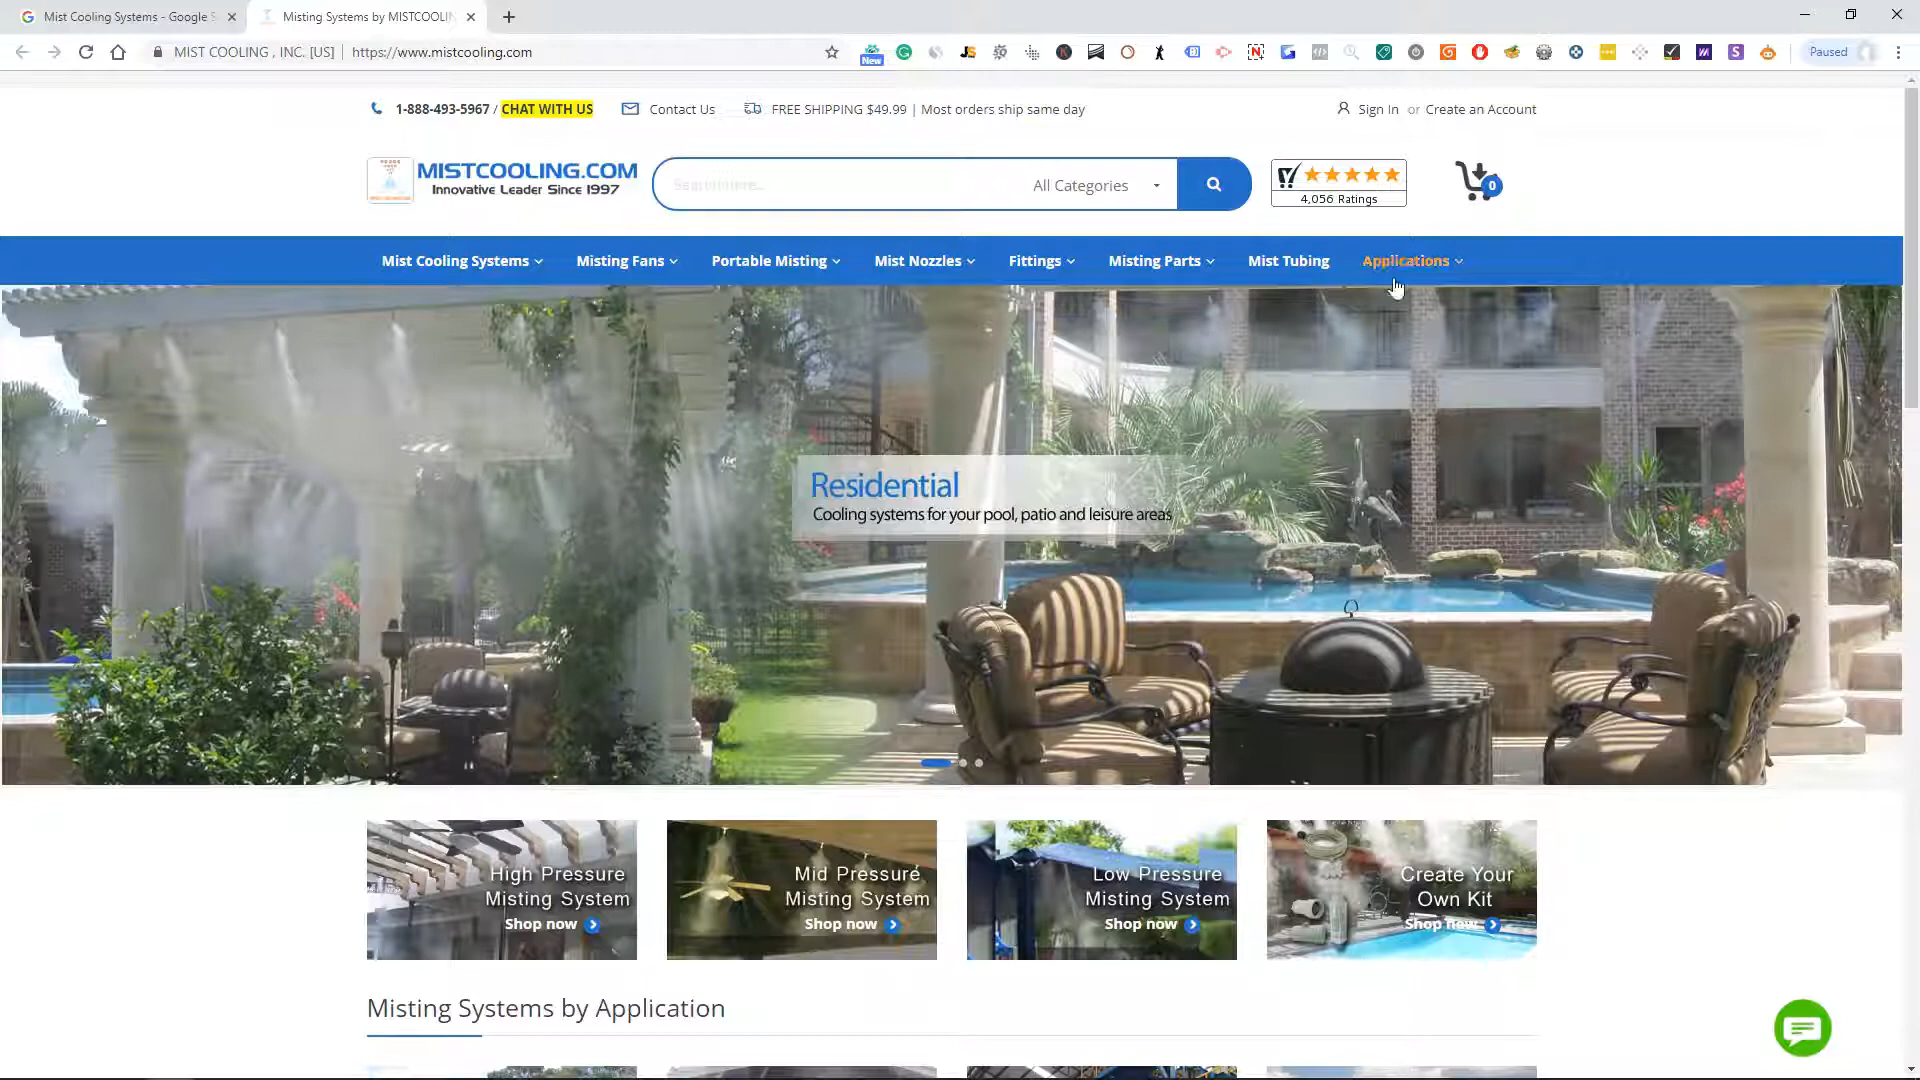 Mist Cooling Systems - Google S
Misting Systems by MISTCOOLIN
MIST COOLING , INC. [US] | https://www.mistcooling.com
New
Paused
1-888-493-5967 / CHAT WITH US
Contact Us
FREE SHIPPING $49.99 | Most orders ship same day
Sign In or Create an Account
MISTCOOLING.COM
Innovative Leader Since 1997
Search here...
All Categories
4,056 Ratings
0
Mist Cooling Systems
Misting Fans
Portable Misting
Mist Nozzles
Fittings
Misting Parts
Mist Tubing
Applications
Residential
Cooling systems for your pool, patio and leisure areas
High Pressure
Misting System
Shop now
Mid Pressure
Misting System
Shop now
Low Pressure
Misting System
Shop now
Create Your
Own Kit
Shop now
Misting Systems by Application